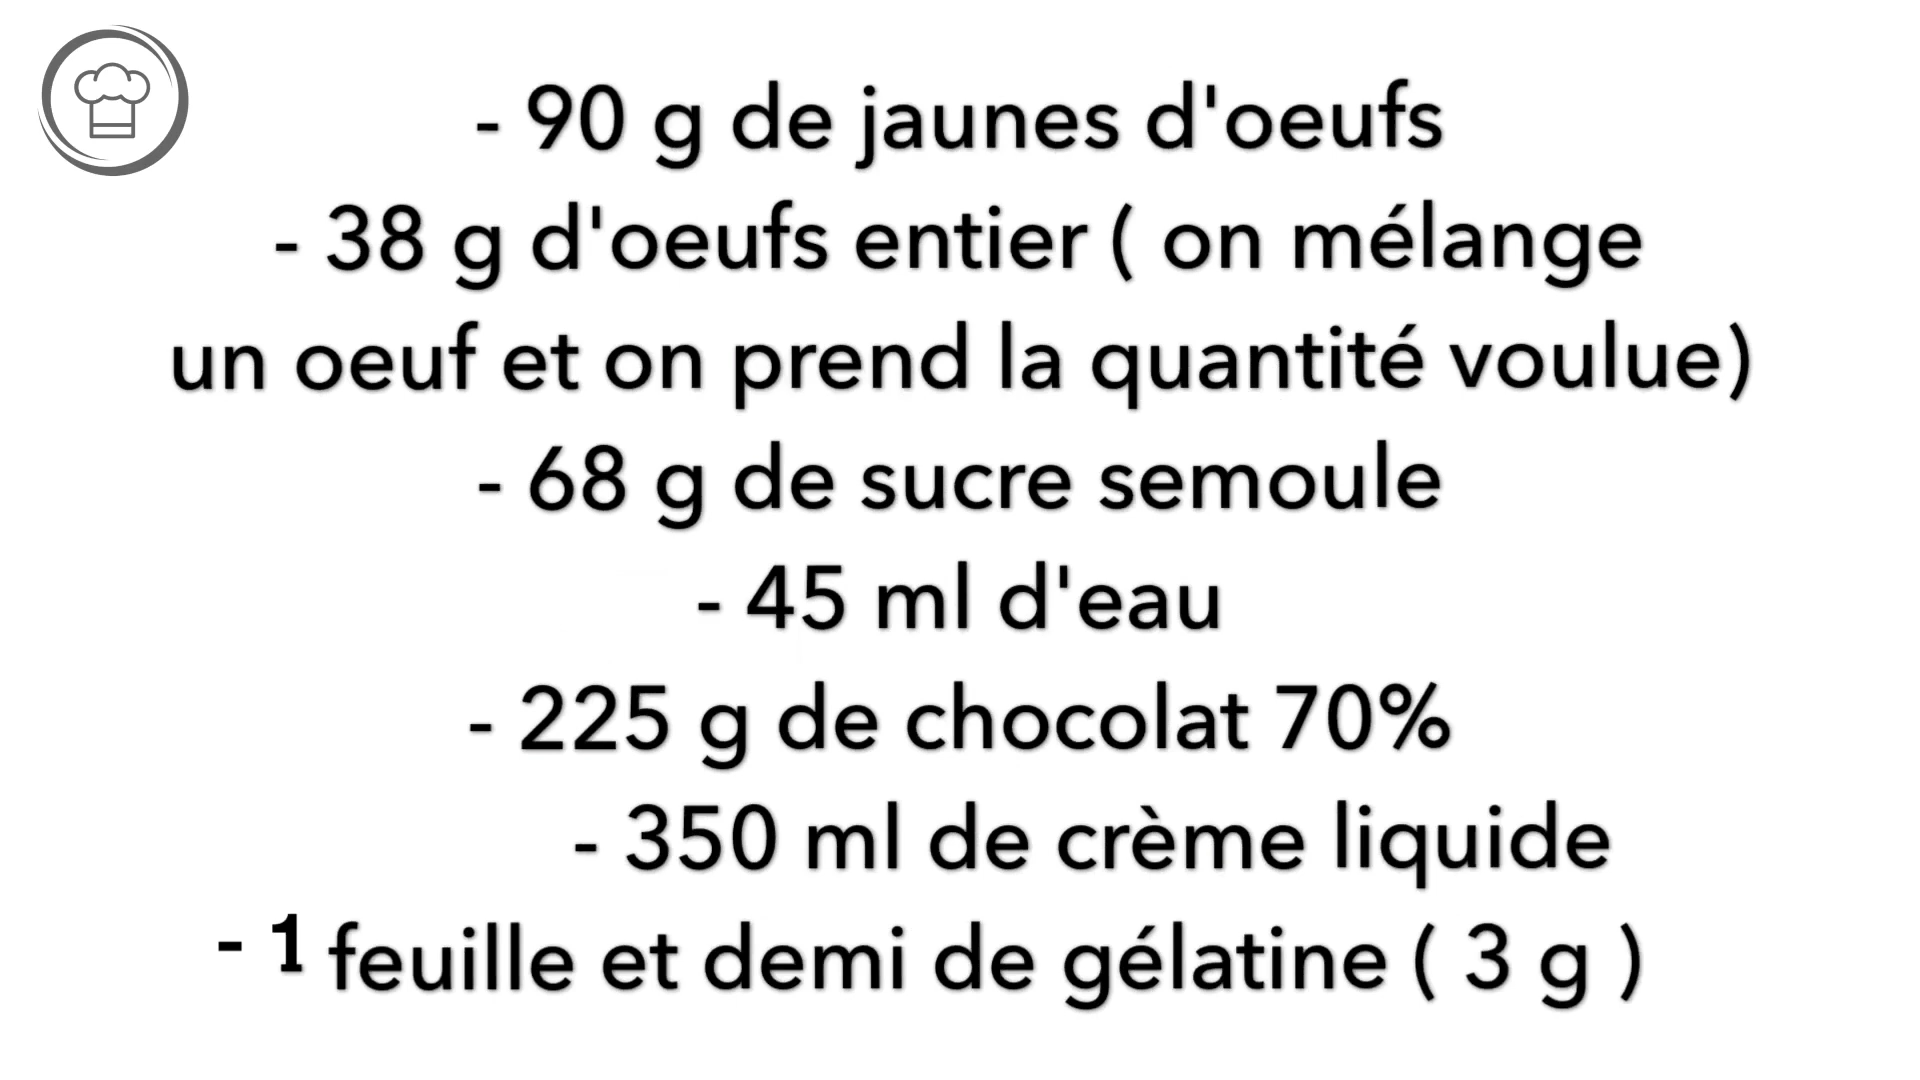 - 90 g de jaunes d'oeufs
- 38 g d'oeufs entier ( on mélange
un oeuf et on prend la quantité voulue)
- 68 g de sucre semoule
- 45 ml d'eau
- 225 g de chocolat 70%
- 350 ml de crème liquide
- 1 feuille et demi de gélatine ( 3 g )